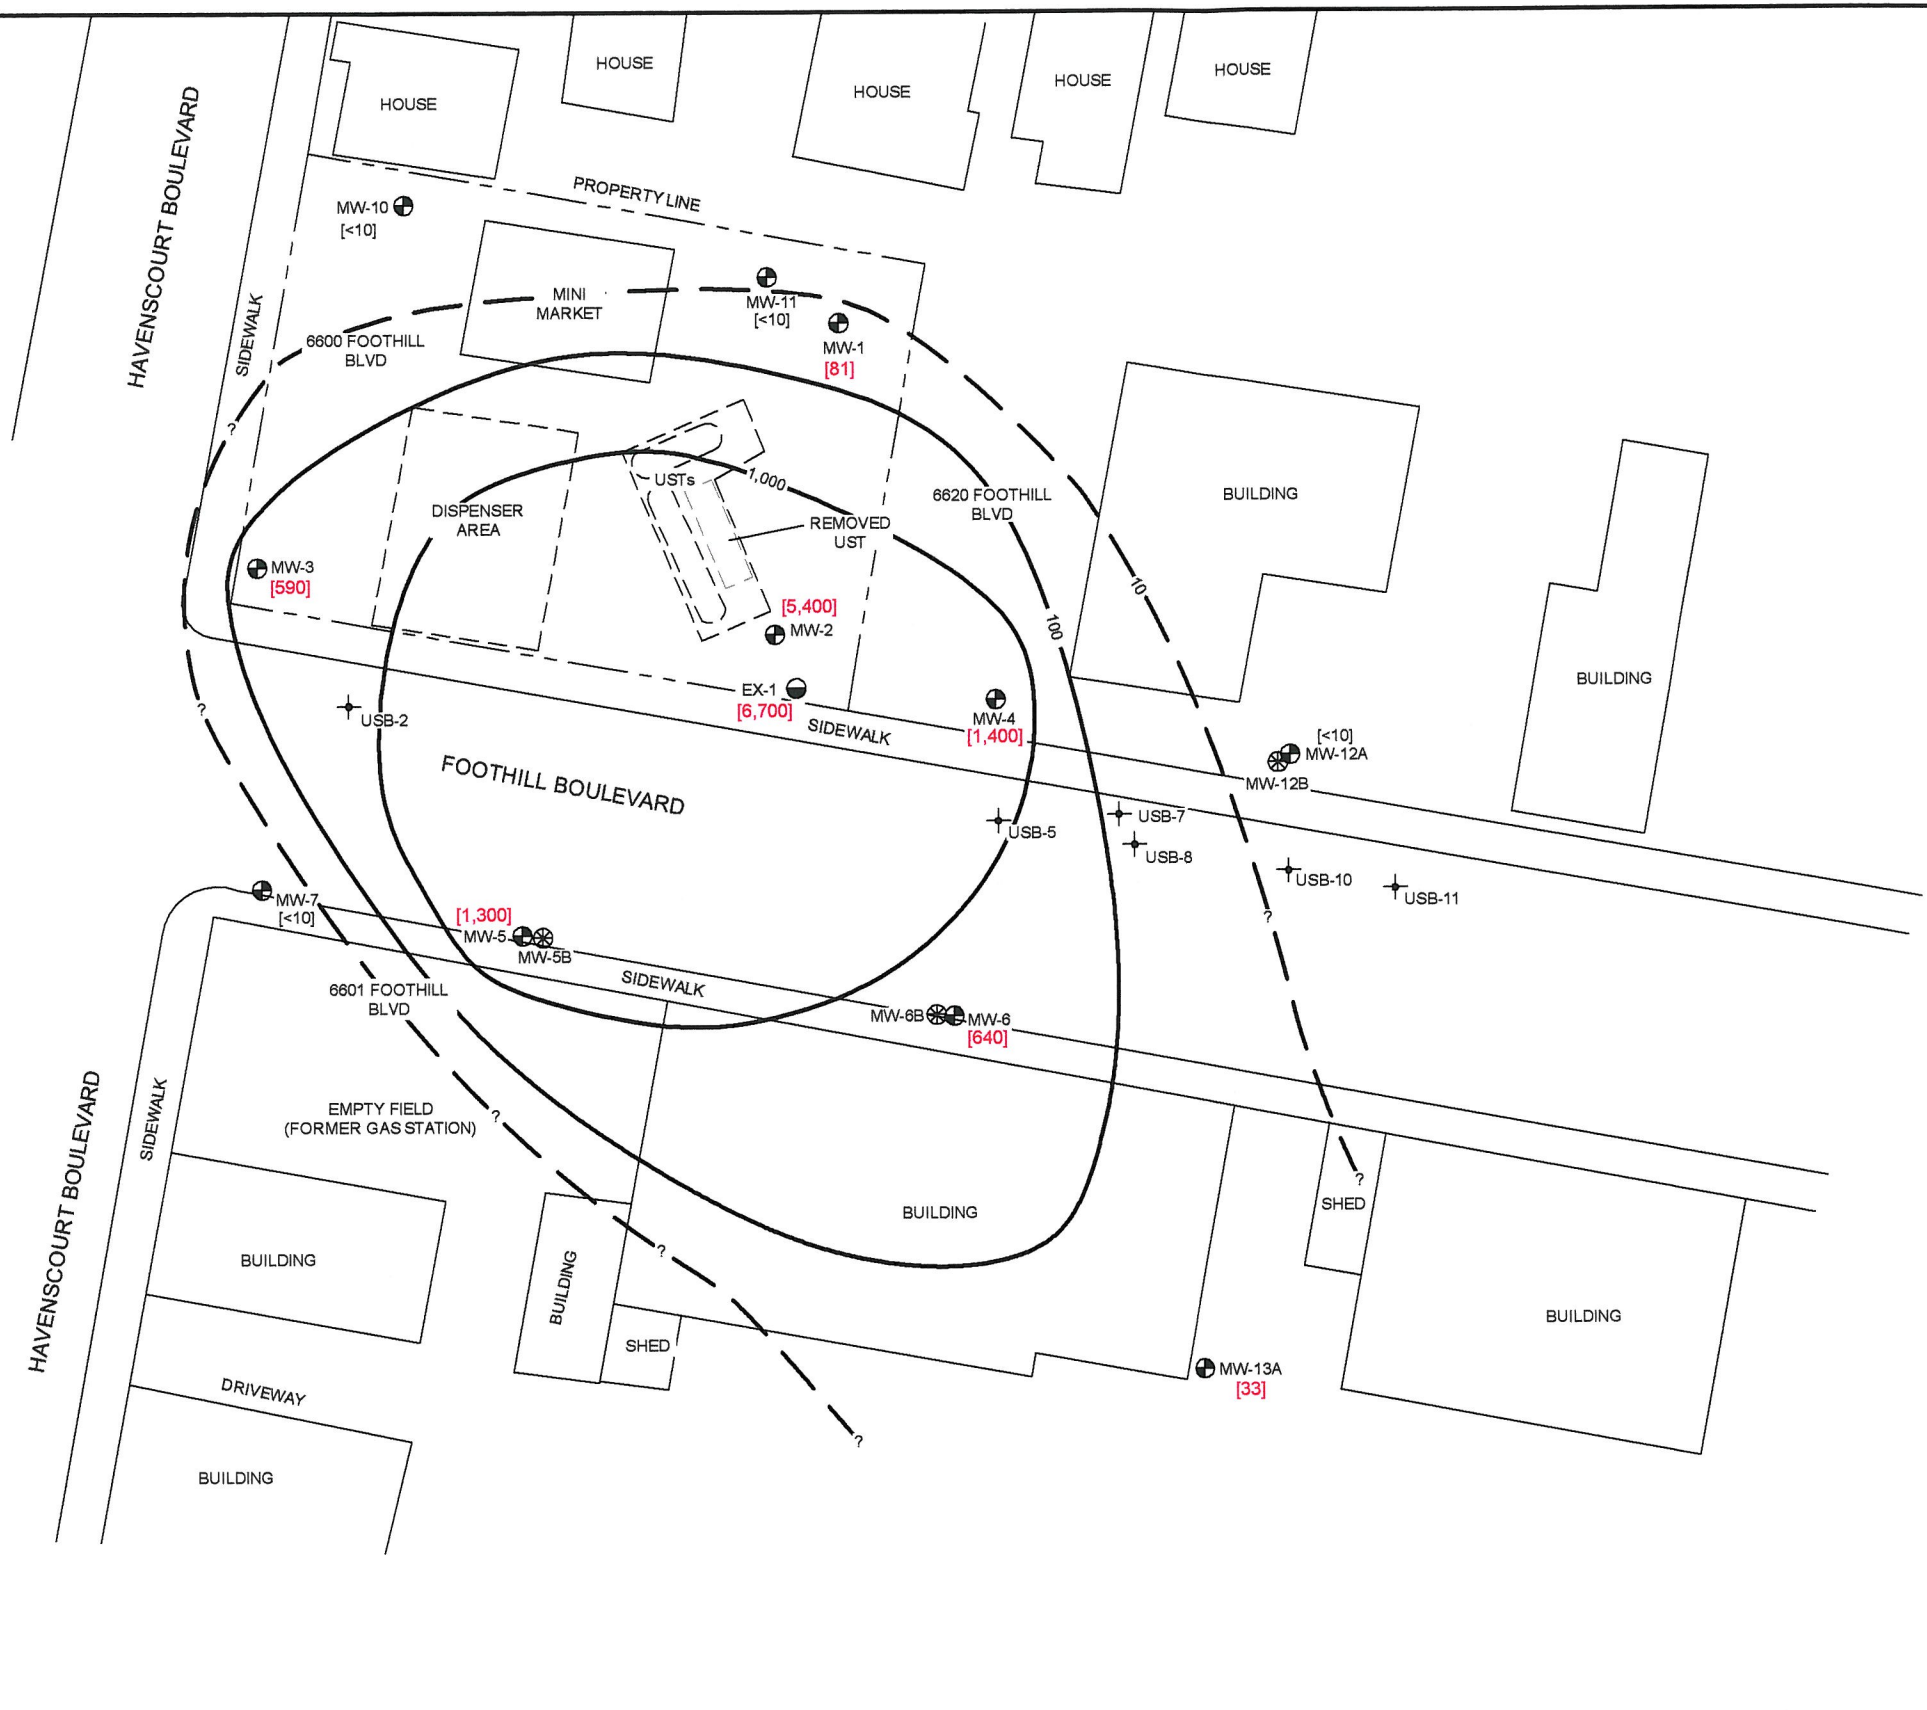 HOUSE
HOUSE
HOUSE
HOUSE
HOUSE
HAVENSCOURT BOULEVARD
PROPERTY LINE
MW-10
[<10]
SIDEWALK
MINI
MARKET
MW-11
[<10]
6600 FOOTHILL
BLVD
MW-1
[81]
?
USTs
1,000
DISPENSER
AREA
6620 FOOTHILL
BLVD
BUILDING
REMOVED
UST
MW-3
[590]
10
[5,400]
MW-2
100
BUILDING
EX-1
[6,700]
MW-4
[1,400]
?
USB-2
SIDEWALK
[<10]
MW-12A
MW-12B
FOOTHILL BOULEVARD
USB-5
USB-7
USB-8
USB-10
USB-11
MW-7
[<10]
[1,300]
MW-5
MW-5B
?
6601 FOOTHILL
BLVD
SIDEWALK
MW-6B
MW-6
[640]
HAVENSCOURT BOULEVARD
SIDEWALK
EMPTY FIELD
(FORMER GAS STATION)
?
?
SHED
BUILDING
BUILDING
BUILDING
?
BUILDING
SHED
MW-13A
[33]
DRIVEWAY
?
BUILDING